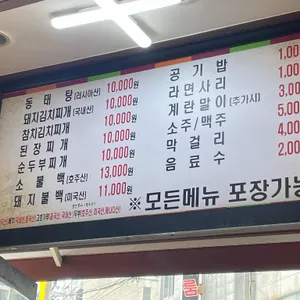 동태탕(러시아산) 10,000원
돼지김치찌개(국내산) 10,000원
참치김치찌개 10,000원
된장찌개 10,000원
순두부찌개 10,000원
소불백(호주산) 13,000원
돼지불백(미국산) 11,000원
공기밥 1,00
라면사리 1,00
계란말이(추가시) 3,00
소주/맥주 5,00
막걸리 4,00
음료수 2,00
※모든메뉴 포장가능